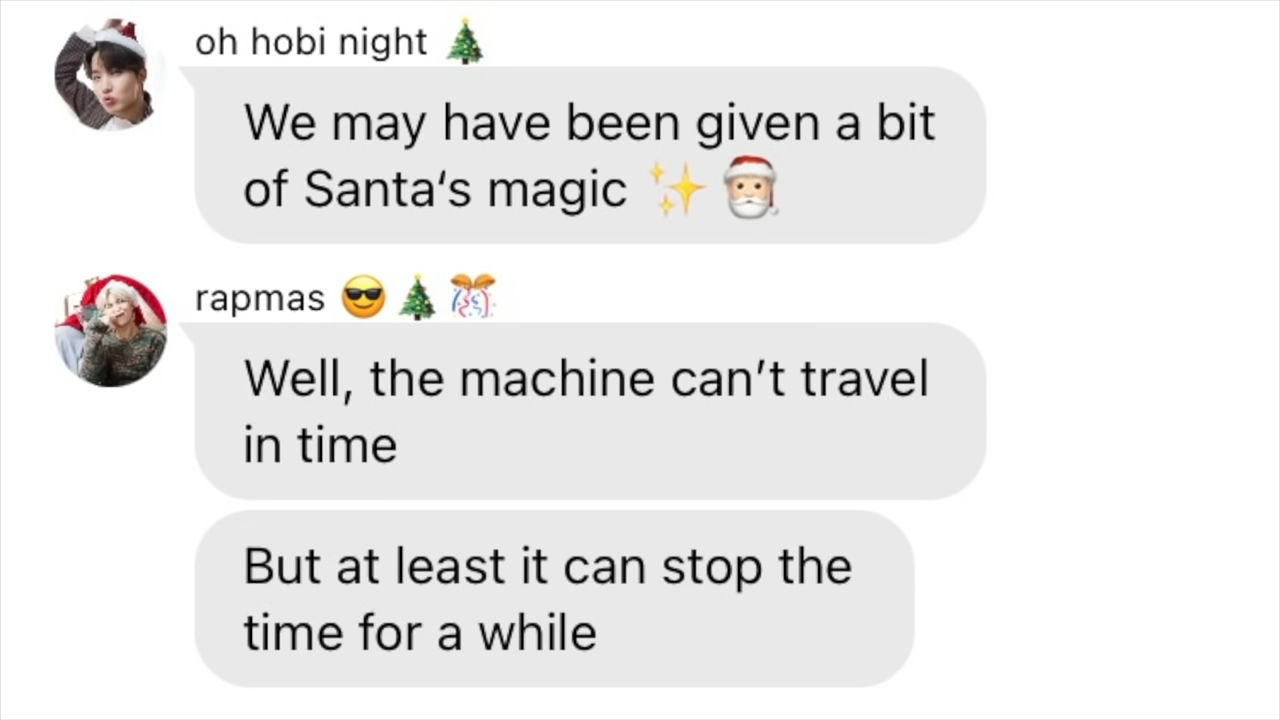 oh hobi night 🎄
We may have been given a bit
of Santa‘s magic ✨🎅🏻
rapmas 😎🎄🎊
Well, the machine can’t travel
in time
But at least it can stop the
time for a while